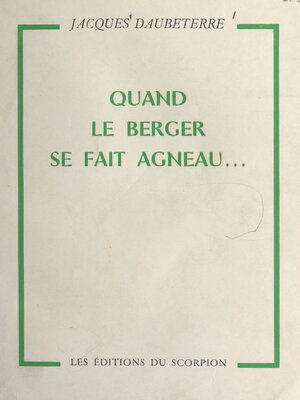 JACQUES DAUBETERRE
QUAND
LE BERGER
SE FAIT AGNEAU...
LES ÉDITIONS DU SCORPION